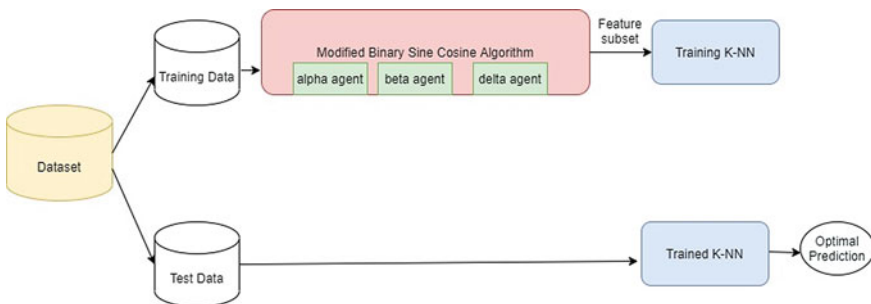 Feature
subset
Modified Binary Sine Cosine Algorithm
Training K-NN
Training Data
alpha agent
beta agent
delta agent
Dataset
Test Data
Trained K-NN
Optimal
Prediction